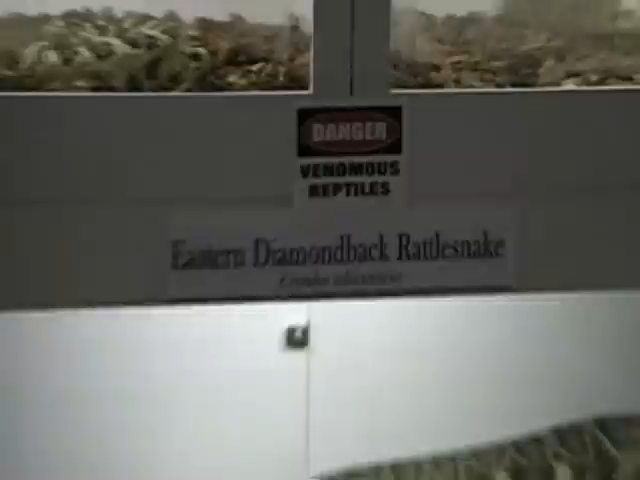 DANGER
VENOMOUS
REPTILES
Eastern Diamondback Rattlesnake